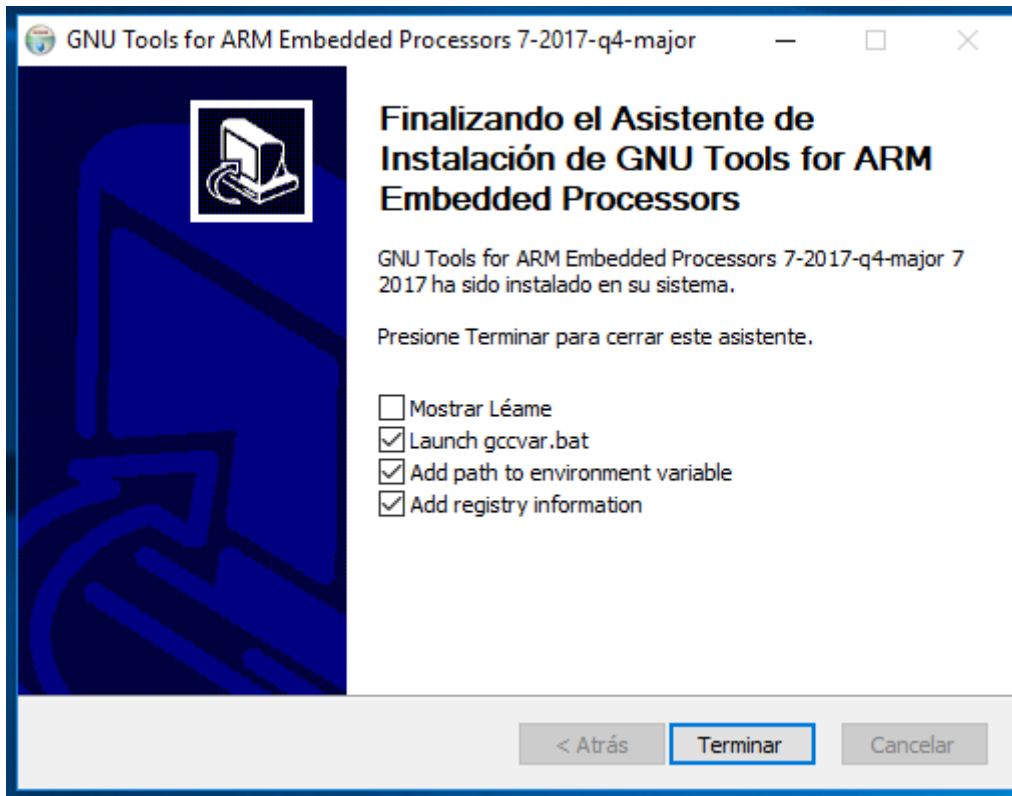 GNU Tools for ARM Embedded Processors 7-2017-q4-major
Finalizando el Asistente de
Instalación de GNU Tools for ARM
Embedded Processors
GNU Tools for ARM Embedded Processors 7-2017-q4-major 7
2017 ha sido instalado en su sistema.
Presione Terminar para cerrar este asistente.
Mostrar Léame
Launch gccvar.bat
Add path to environment variable
Add registry information
< Atrás
Terminar
Cancelar